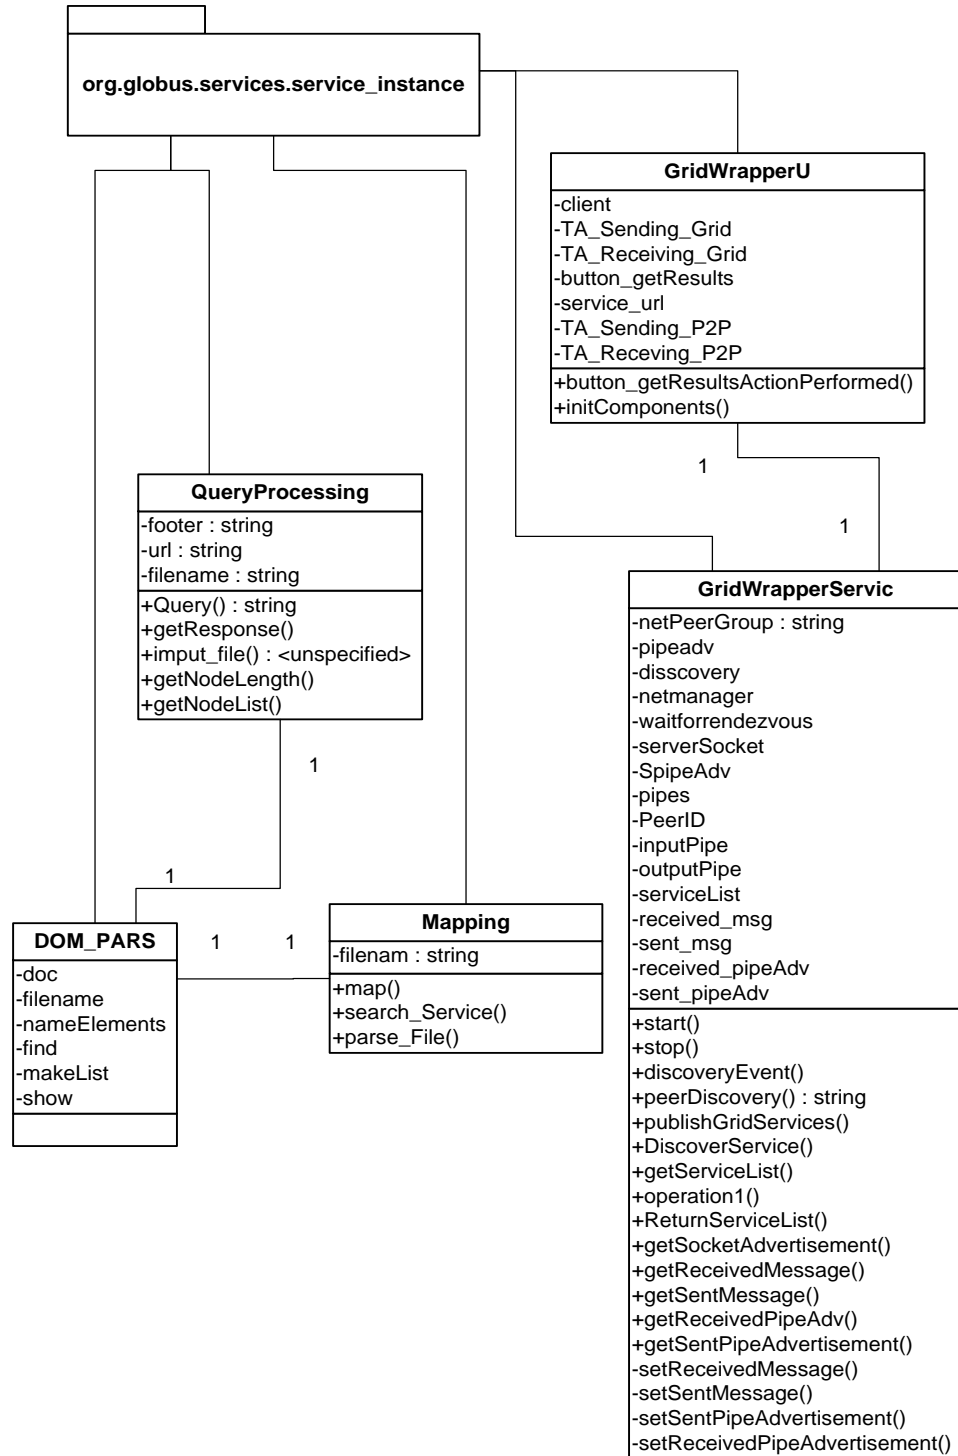 org.globus.services.service_instance
GridWrapperU
-client
-TA_Sending_Grid
-TA_Receiving_Grid
-button_getResults
-service_url
-TA_Sending_P2P
-TA_Receving_P2P
+button_getResultsActionPerformed()
+initComponents()
1
1
QueryProcessing
-footer : string
-url : string
-filename : string
+Query() : string
+getResponse()
+imput_file() : <unspecified>
+getNodeLength()
+getNodeList()
1
1
DOM_PARS
-doc
-filename
-nameElements
-find
-makeList
-show
1
1
Mapping
-filenam : string
+map()
+search_Service()
+parse_File()
GridWrapperServic
-netPeerGroup : string
-pipeadv
-disscovery
-netmanager
-waitforrendezvous
-serverSocket
-SpipeAdv
-pipes
-PeerID
-inputPipe
-outputPipe
-serviceList
-received_msg
-sent_msg
-received_pipeAdv
-sent_pipeAdv
+start()
+stop()
+discoveryEvent()
+peerDiscovery() : string
+publishGridServices()
+DiscoverService()
+getServiceList()
+operation1()
+ReturnServiceList()
+getSocketAdvertisement()
+getReceivedMessage()
+getSentMessage()
+getReceivedPipeAdv()
+getSentPipeAdvertisement()
-setReceivedMessage()
-setSentMessage()
-setSentPipeAdvertisement()
-setReceivedPipeAdvertisement()